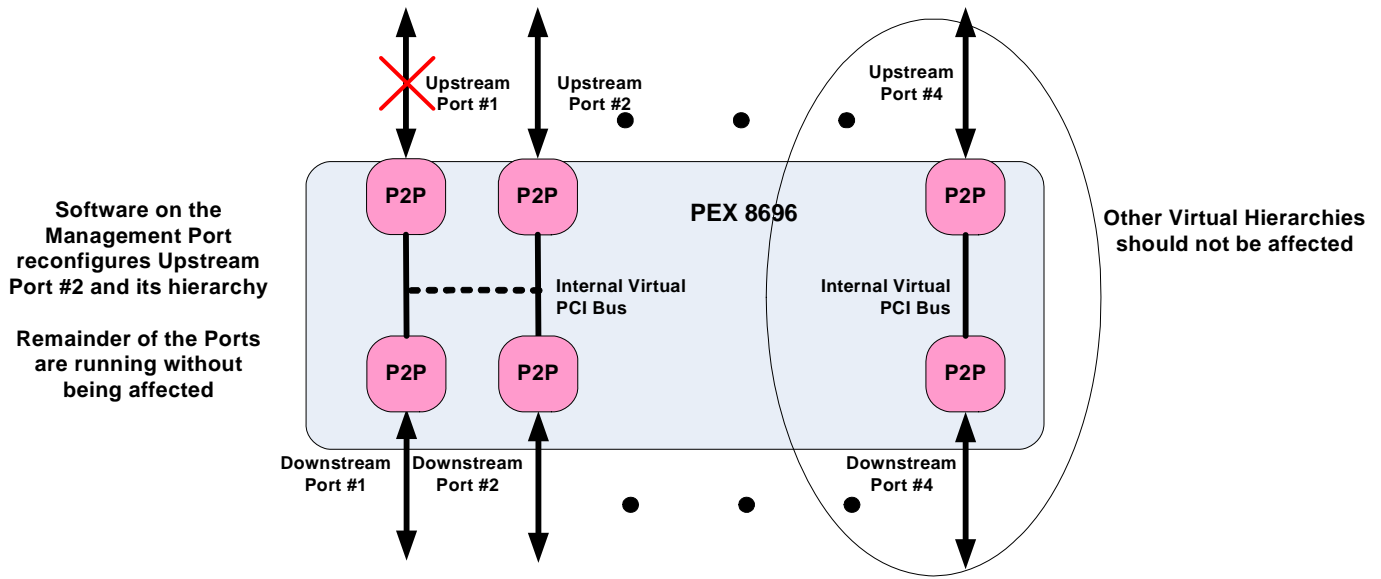 Upstream
Port #1
Upstream
Port #2
Upstream
Port #4
P2P
P2P
P2P
PEX 8696
Software on the
Management Port
reconfigures Upstream
Port #2 and its hierarchy
Remainder of the Ports
are running without
being affected
Other Virtual Hierarchies
should not be affected
Internal Virtual
PCI Bus
Internal Virtual
PCI Bus
P2P
P2P
P2P
Downstream
Port #1
Downstream
Port #2
Downstream
Port #4